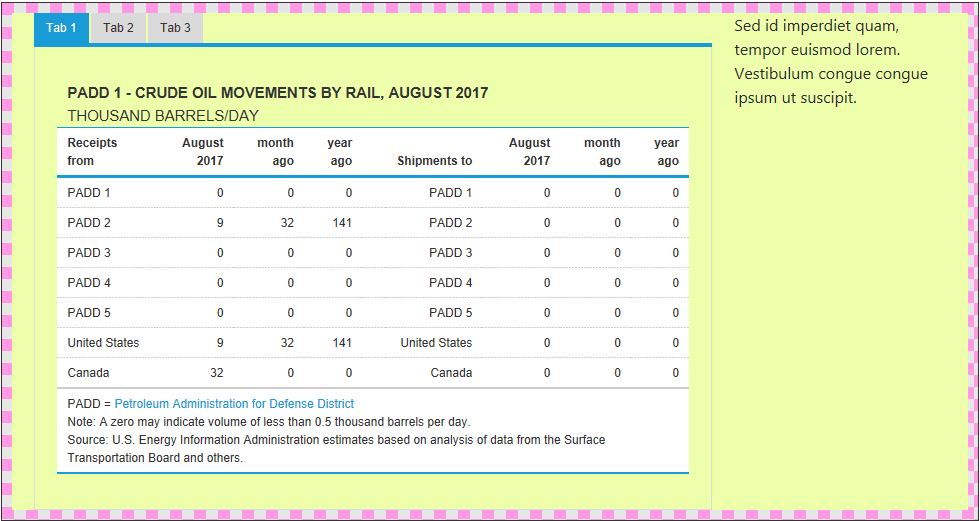 Tab 1 Tab 2 Tab 3
PADD 1 - CRUDE OIL MOVEMENTS BY RAIL, AUGUST 2017
THOUSAND BARRELS/DAY
Receipts from August 2017 month ago year ago Shipments to August 2017 month ago year ago
PADD 1 0 0 0 PADD 1 0 0 0
PADD 2 9 32 141 PADD 2 0 0 0
PADD 3 0 0 0 PADD 3 0 0 0
PADD 4 0 0 0 PADD 4 0 0 0
PADD 5 0 0 0 PADD 5 0 0 0
United States 9 32 141 United States 0 0 0
Canada 32 0 0 Canada 0 0 0
PADD = Petroleum Administration for Defense District
Note: A zero may indicate volume of less than 0.5 thousand barrels per day.
Source: U.S. Energy Information Administration estimates based on analysis of data from the Surface
Transportation Board and others.
Sed id imperdiet quam,
tempor euismod lorem.
Vestibulum congue congue
ipsum ut suscipit.